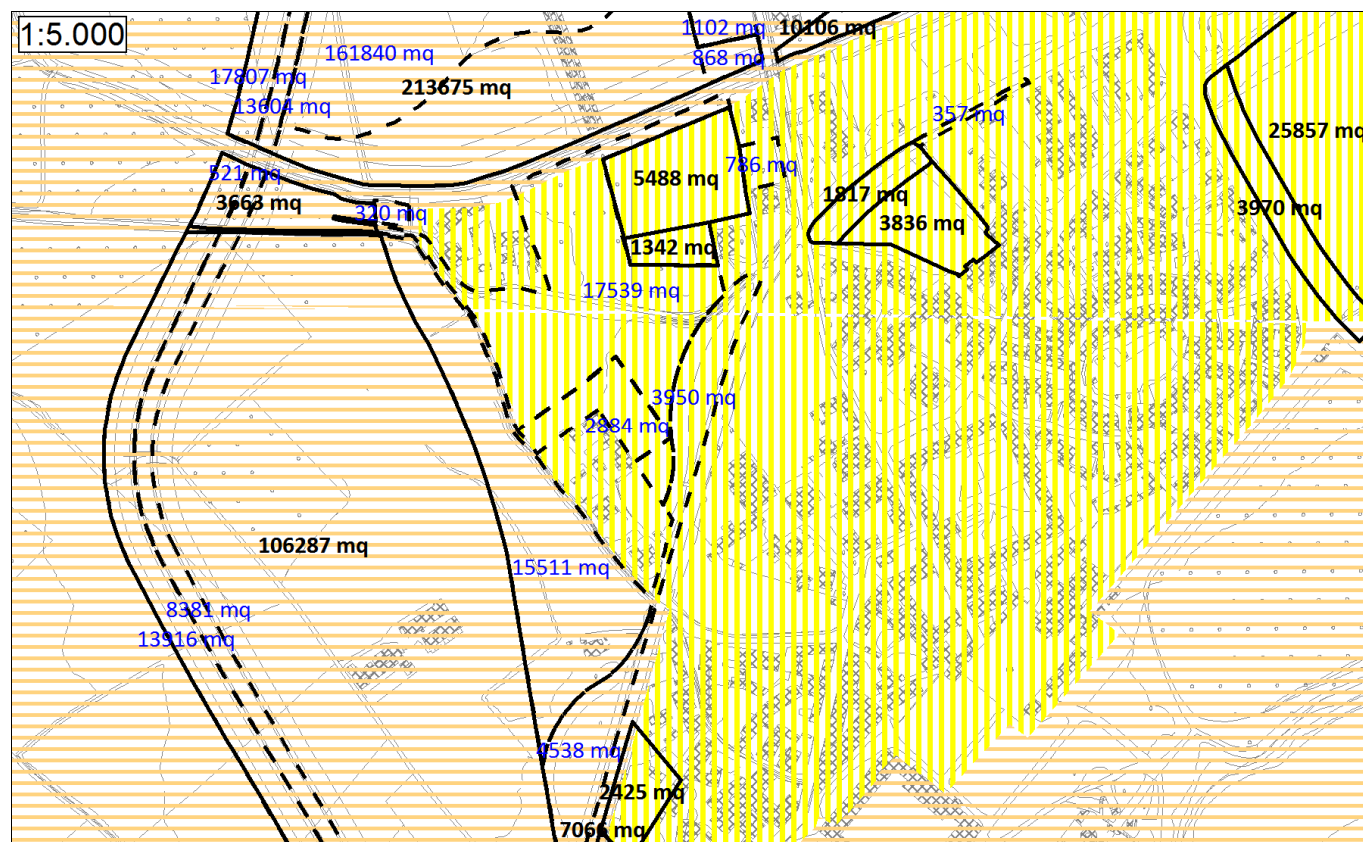 1:5.000
1102 mq
10106 mq
161840 mq
868 mq
17807 mq
213675 mq
13604 mq
357 mq
25857 mq
786 mq
521 mq
5488 mq
1817 mq
3663 mq
320 mq
3970 mq
3836 mq
1342 mq
17539 mq
3950 mq
2884 mq
106287 mq
15511 mq
8381 mq
13916 mq
4538 mq
2425 mq
7066 mq